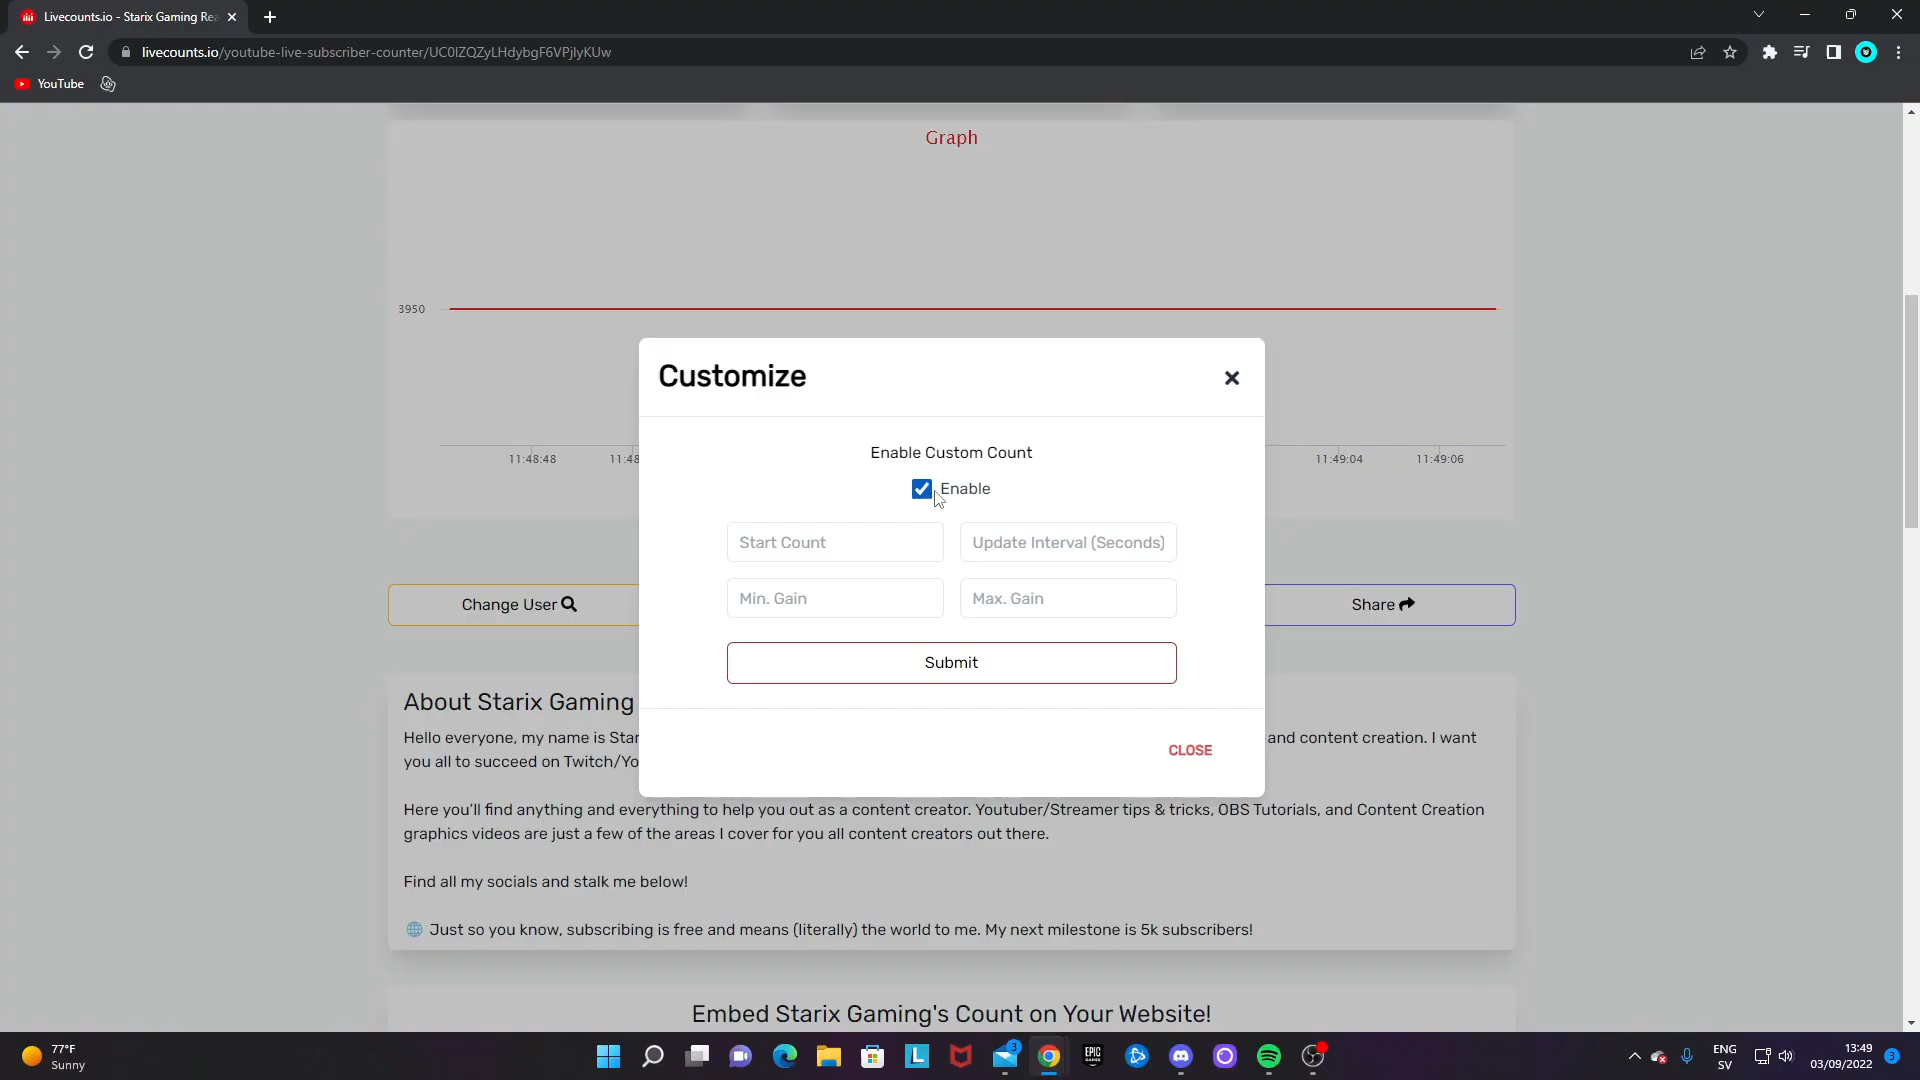 Livecounts.io - Starix Gaming Rea
livecounts.io/youtube-live-subscriber-counter/UC0lZQZyLHdybgF6VPjlyKUw
YouTube
Graph
3950
Customize
Enable Custom Count
11:48:48
11:48
11:49:04
11:49:06
Enable
Start Count
Update Interval (Seconds)
Min. Gain
Max. Gain
Change User
Share
Submit
About Starix Gaming
Hello everyone, my name is Star
and content creation. I want
you all to succeed on Twitch/Yo
CLOSE
Here you'll find anything and everything to help you out as a content creator. Youtuber/Streamer tips & tricks, OBS Tutorials, and Content Creation
graphics videos are just a few of the areas I cover for you all content creators out there.
Find all my socials and stalk me below!
Just so you know, subscribing is free and means (literally) the world to me. My next milestone is 5k subscribers!
Embed Starix Gaming's Count on Your Website!
77°F
Sunny
L
3
EPIC
GAMES
ENG
SV
13:49
03/09/2022
3